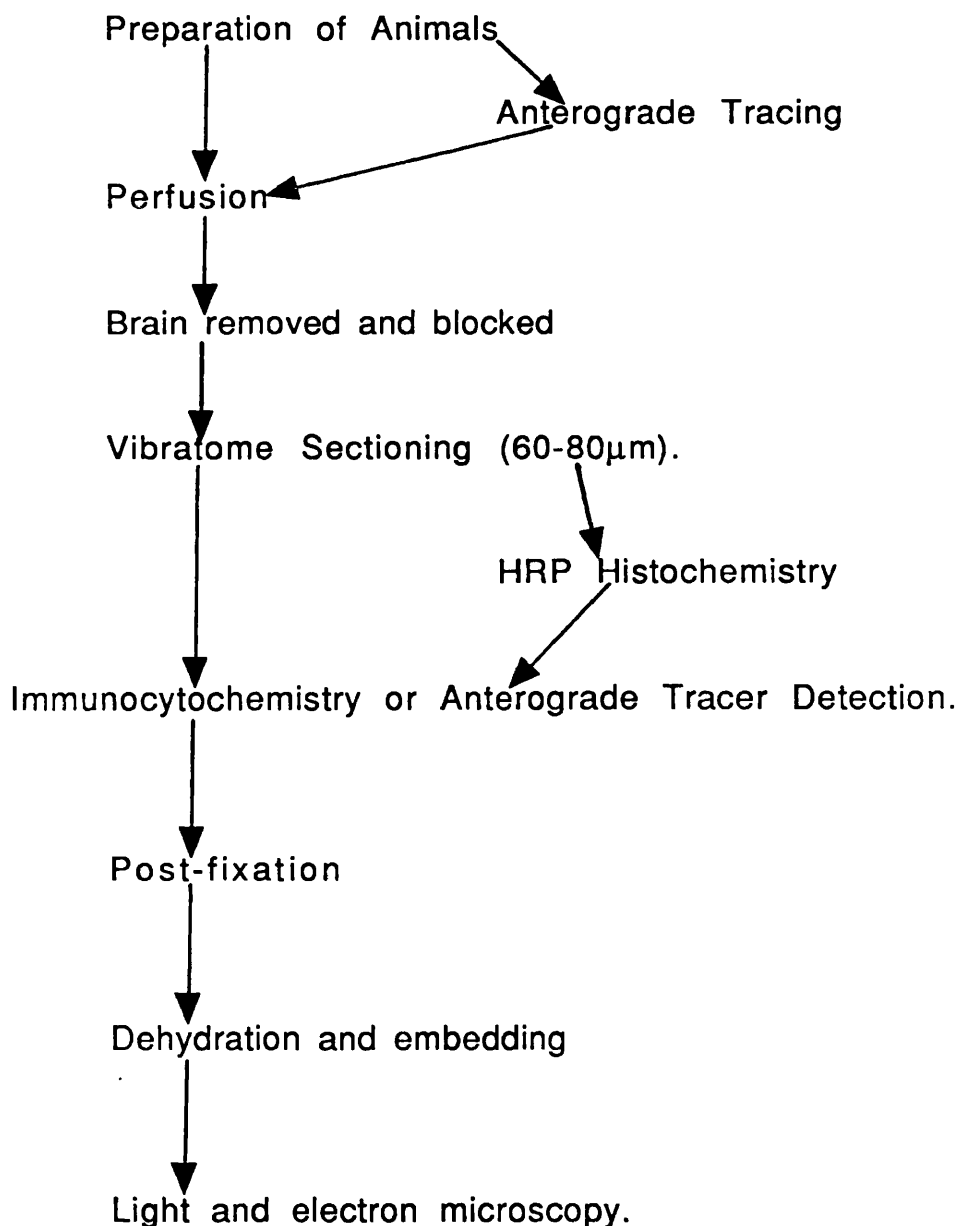 Preparation of Animals
Anterograde Tracing
Perfusion
Brain removed and blocked
Vibratome Sectioning (60-80µm).
HRP Histochemistry
Immunocytochemistry or Anterograde Tracer Detection.
Post-fixation
Dehydration and embedding
Light and electron microscopy.